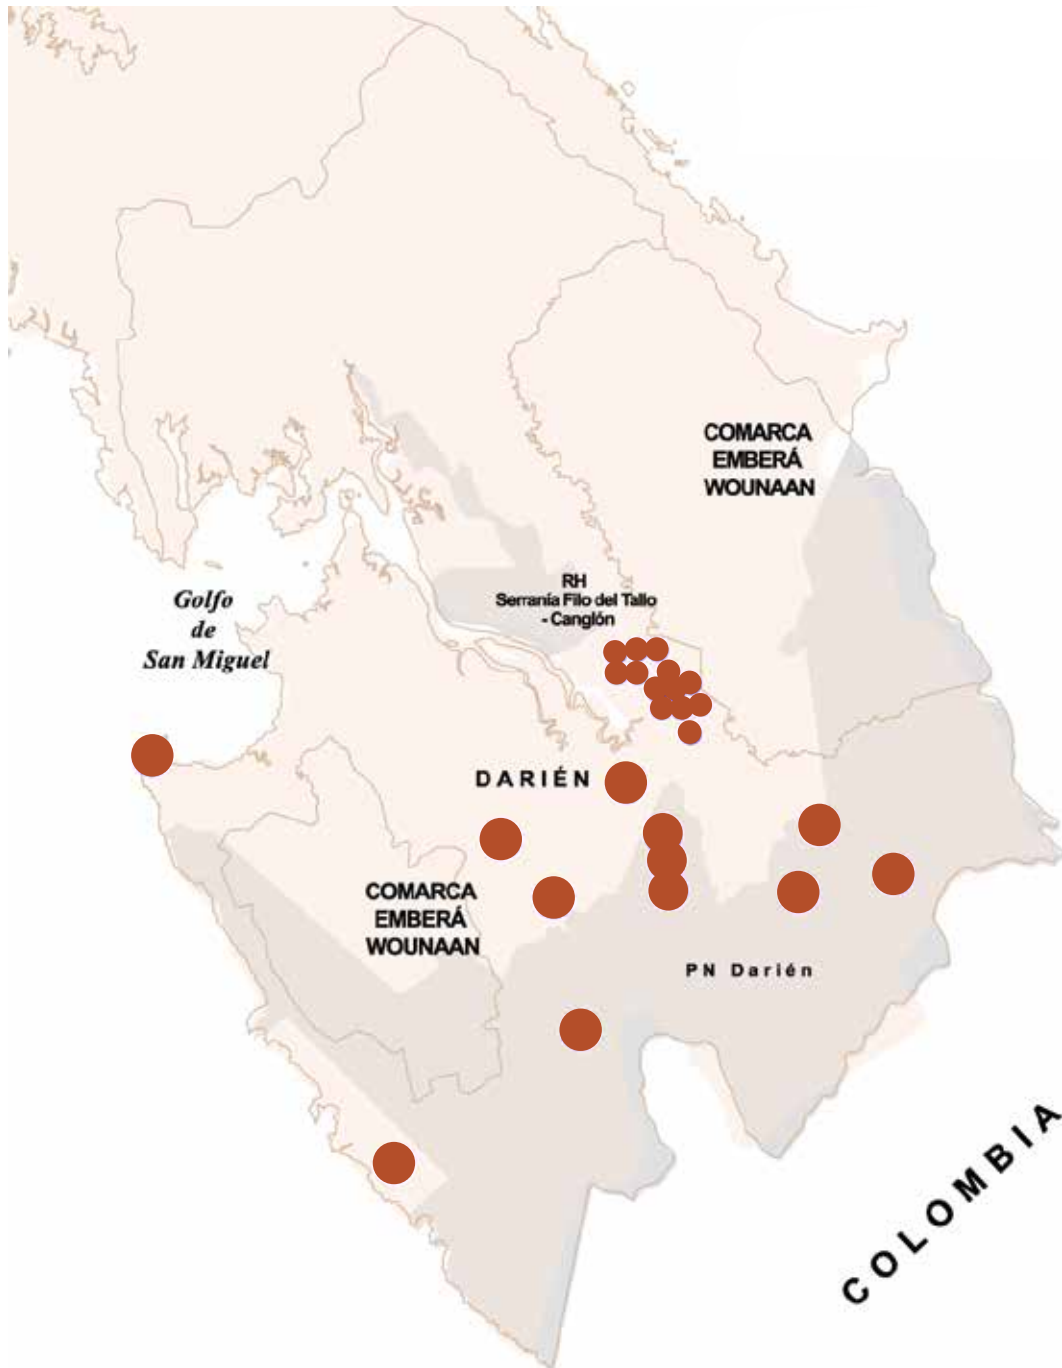 COMARCA
EMBERÁ
WOUNAAN
RH
Serranía Filo del Tallo
- Canglón
Golfo
de
San Miguel
DARIÉN
COMARCA
EMBERÁ
WOUNAAN
PN Darién
COLOMBIA